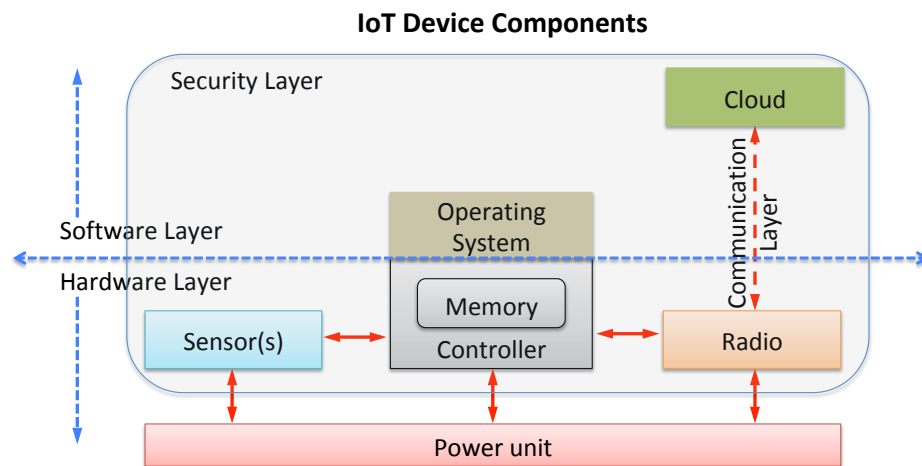 IoT Device Components
Security Layer
Cloud
Communication
Layer
Operating
System
Software Layer
Hardware Layer
Memory
Controller
Sensor(s)
Radio
Power unit